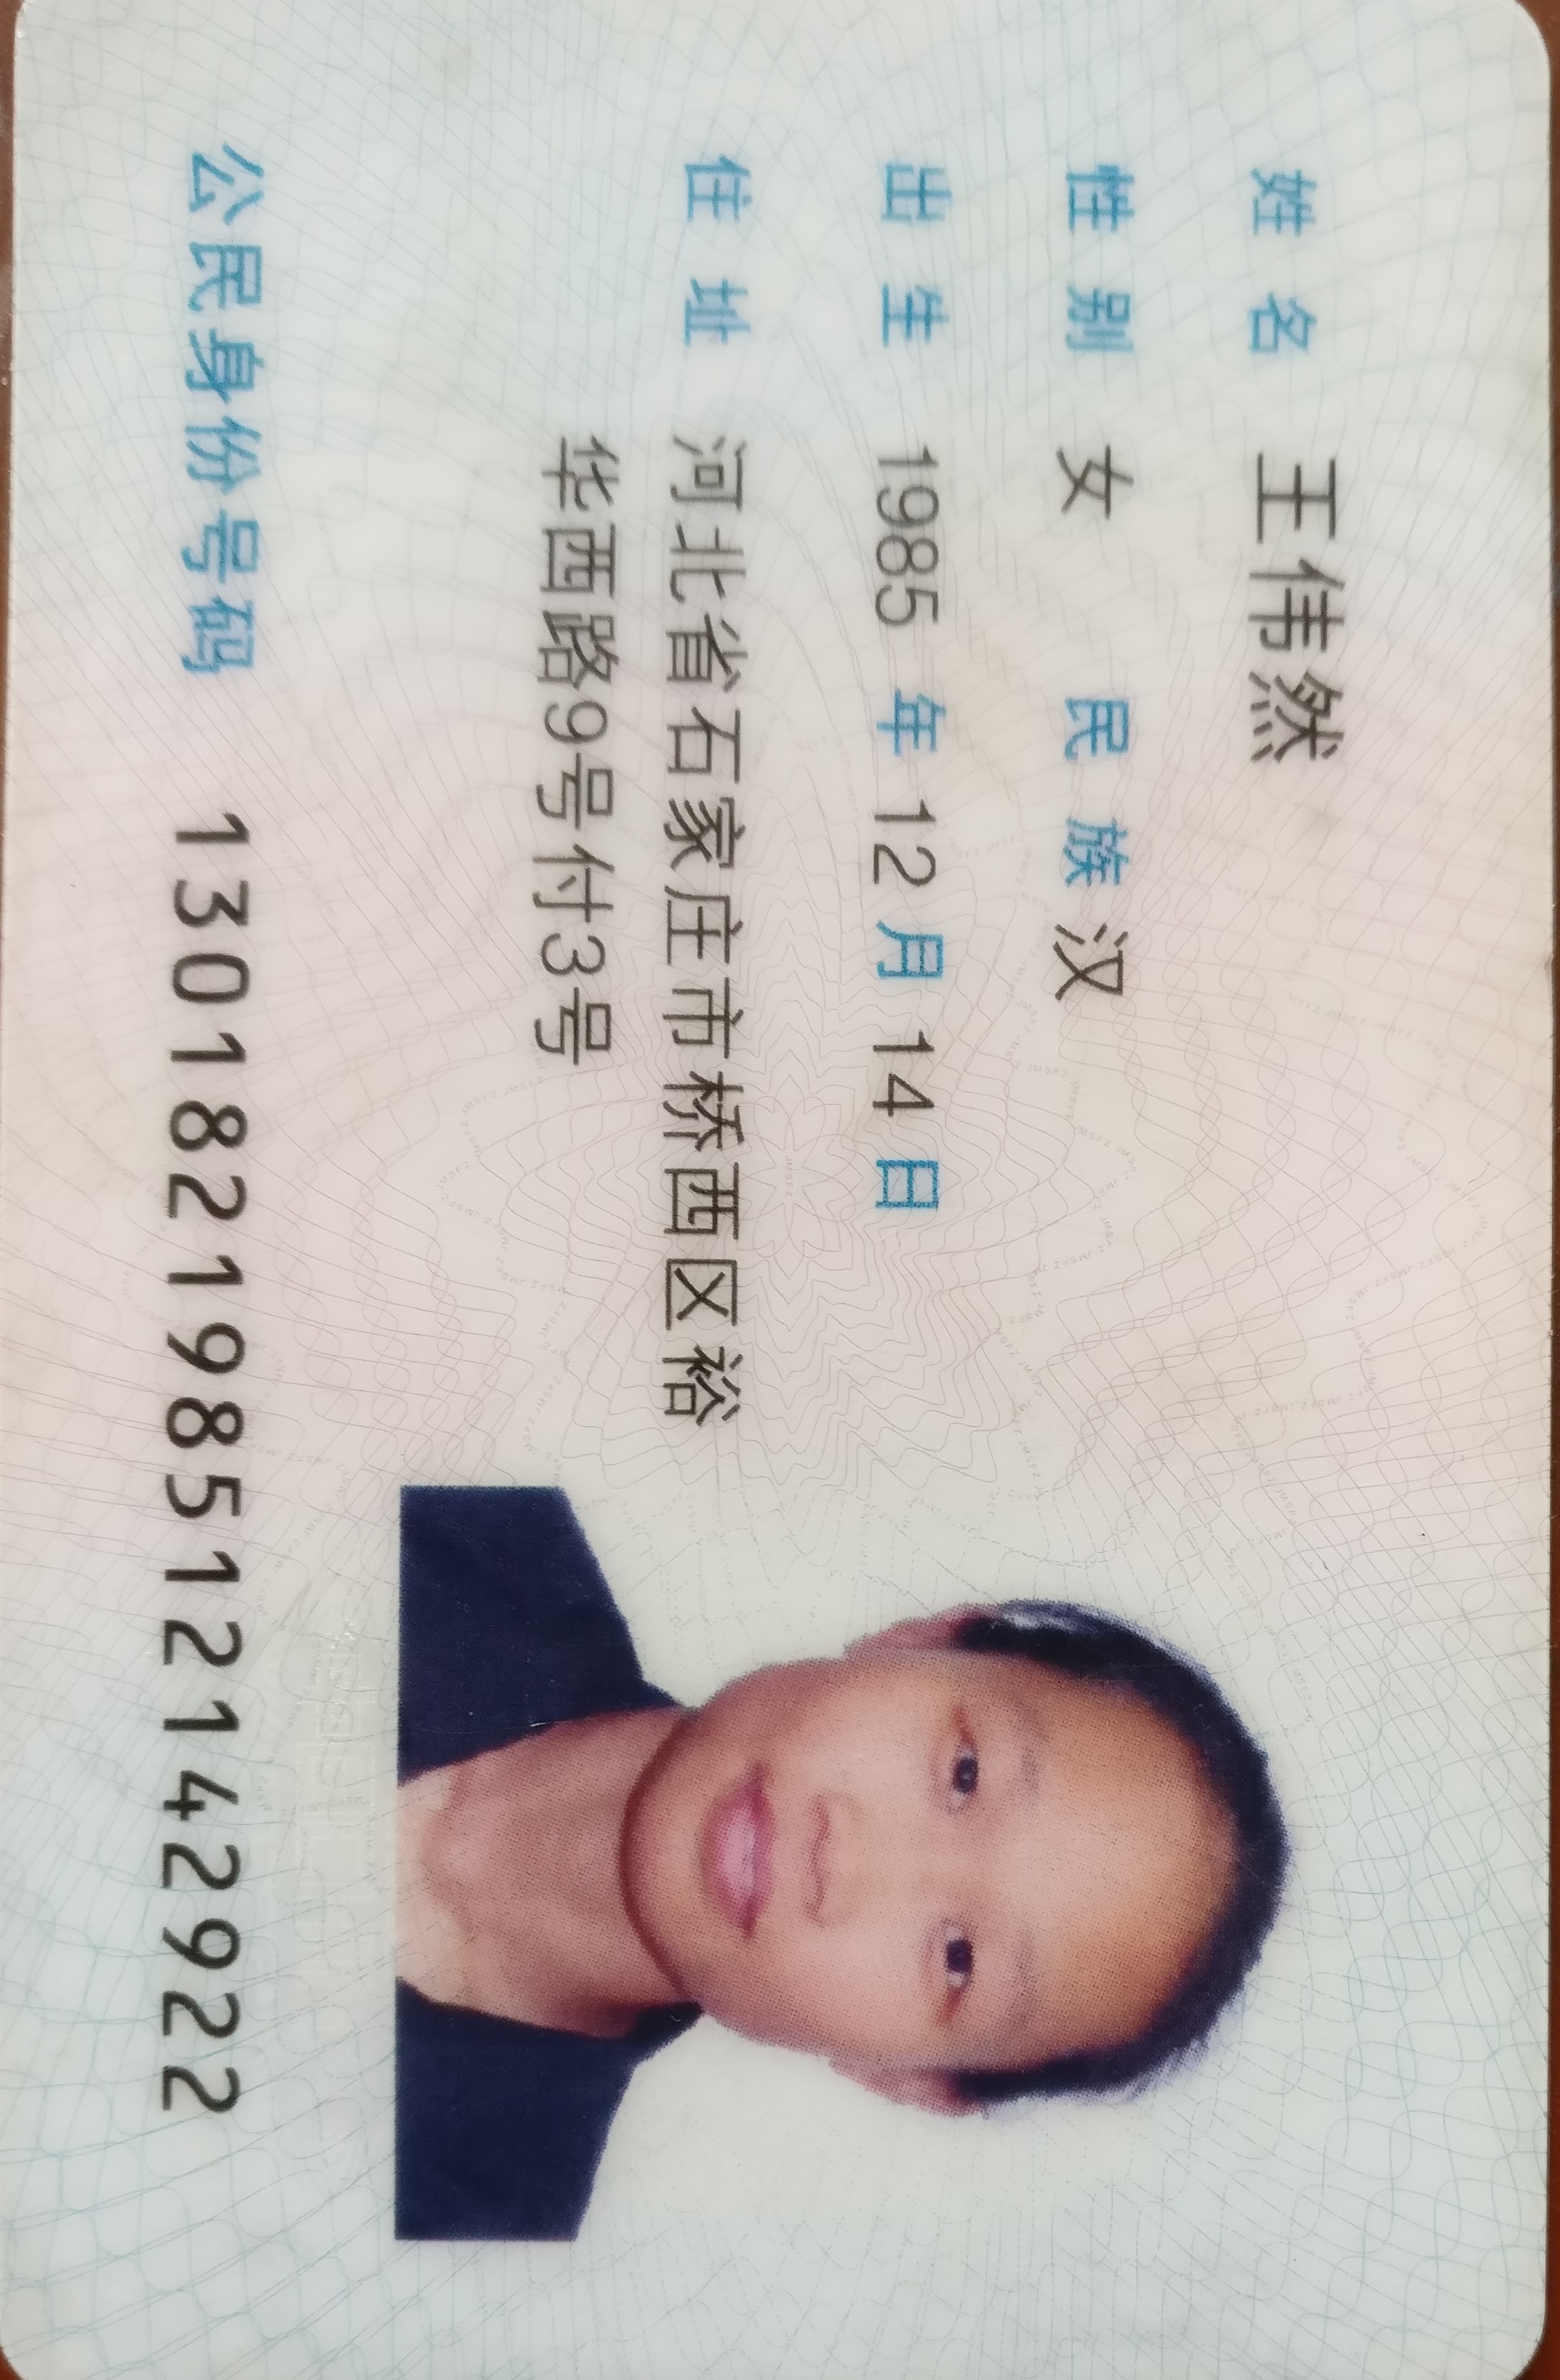 姓名 王伟然
性别 女 民族 汉
出生 1985 年 12 月 14 日
住址 河北省石家庄市桥西区裕
华西路9号付3号
公民身份号码 130182198512142922